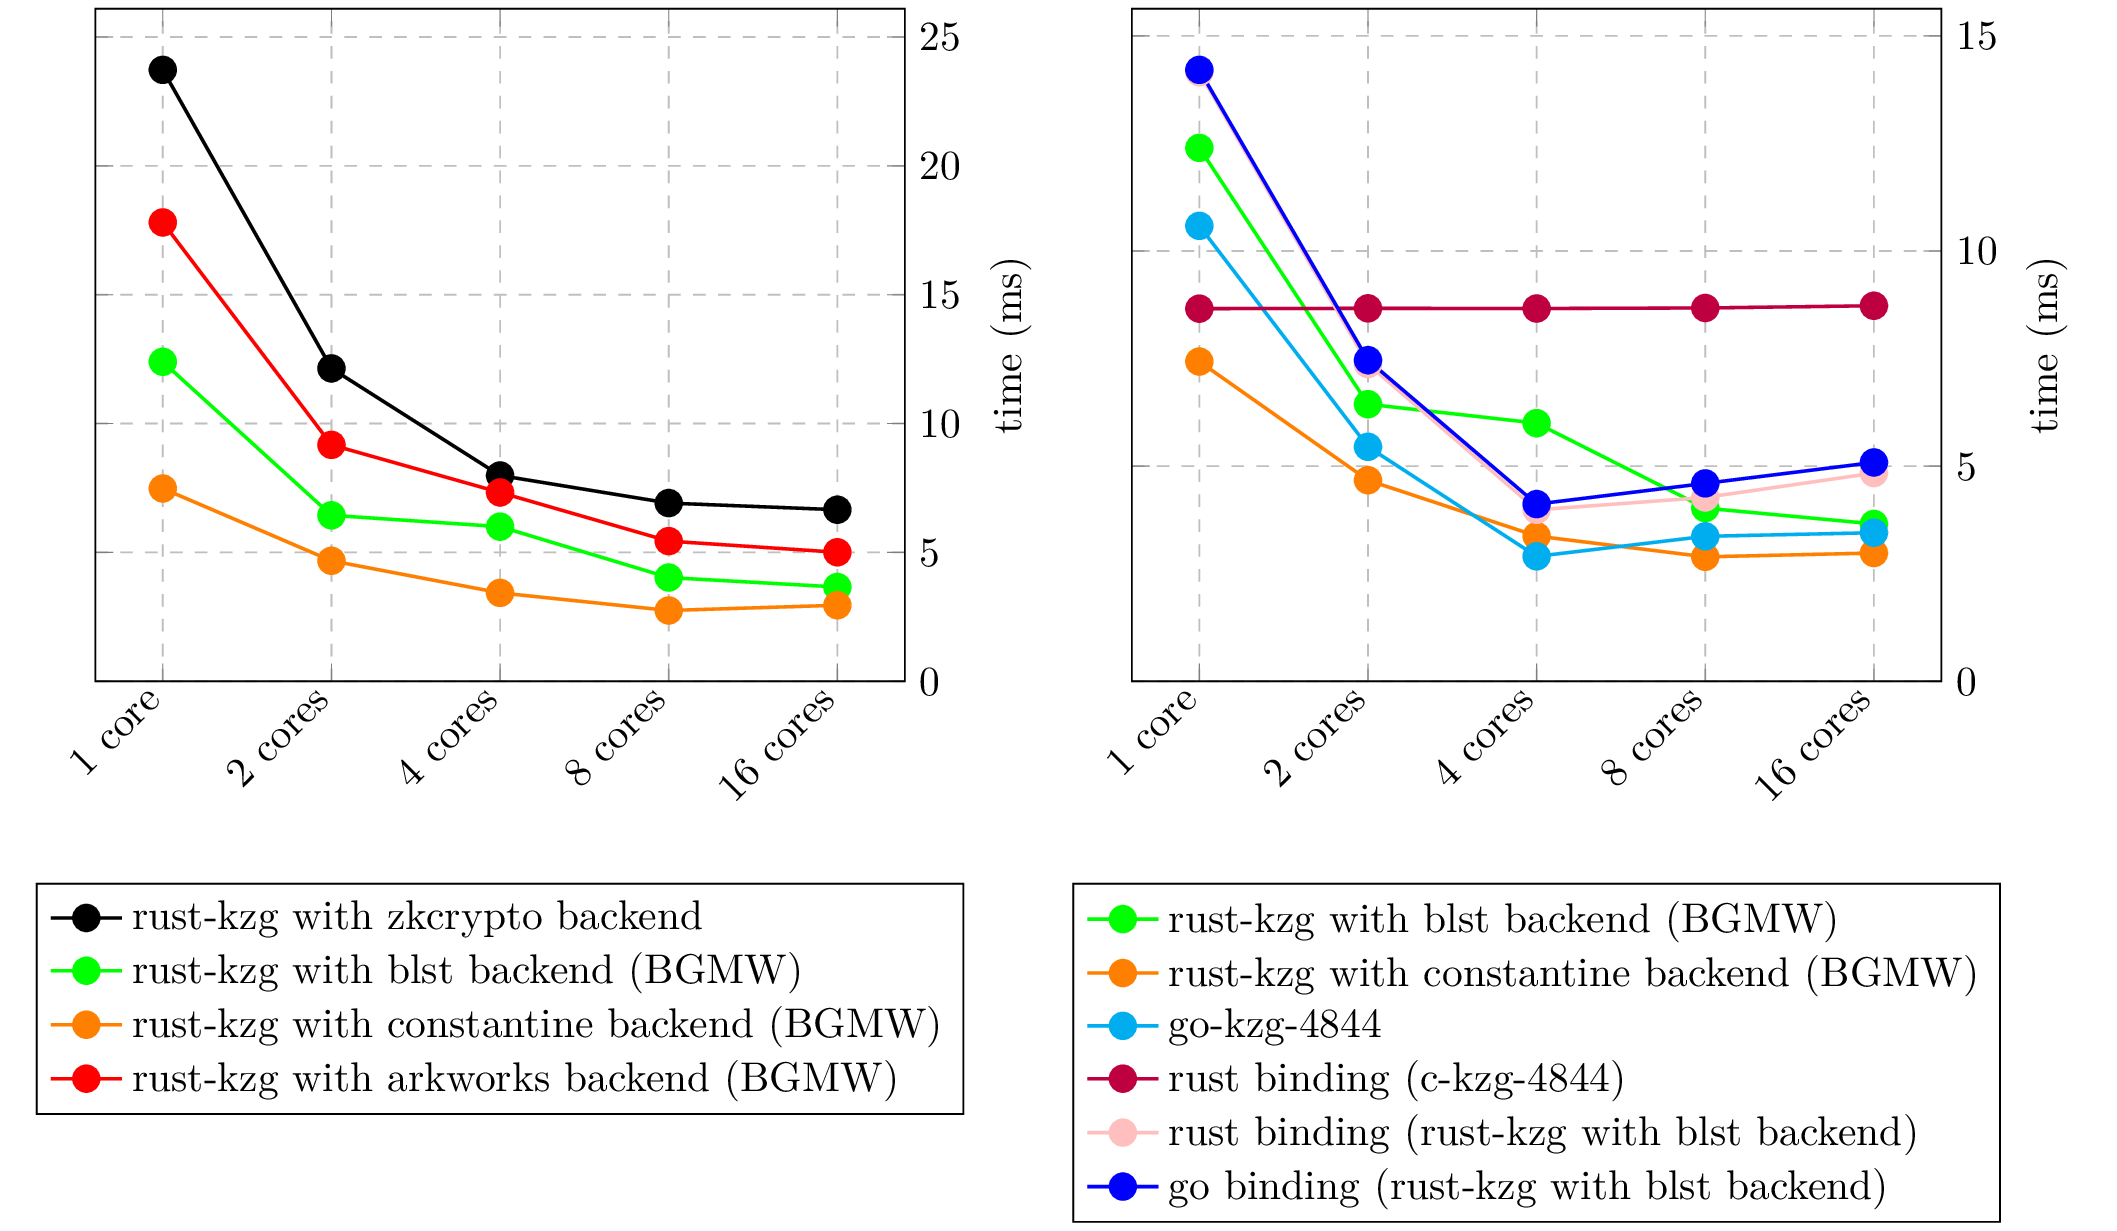 25
20
15
10
5
0
time (ms)
1 core
2 cores
4 cores
8 cores
16 cores
rust-kzg with zkcrypto backend
rust-kzg with blst backend (BGMW)
rust-kzg with constantine backend (BGMW)
rust-kzg with arkworks backend (BGMW)
15
10
5
0
time (ms)
1 core
2 cores
4 cores
8 cores
16 cores
rust-kzg with blst backend (BGMW)
rust-kzg with constantine backend (BGMW)
go-kzg-4844
rust binding (c-kzg-4844)
rust binding (rust-kzg with blst backend)
go binding (rust-kzg with blst backend)